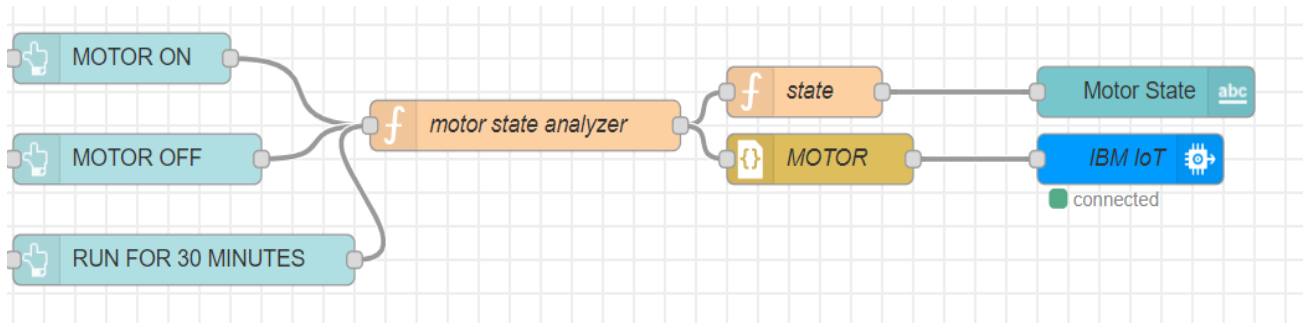 MOTOR ON
MOTOR OFF
RUN FOR 30 MINUTES
motor state analyzer
state
MOTOR
Motor State abc
IBM IoT
connected